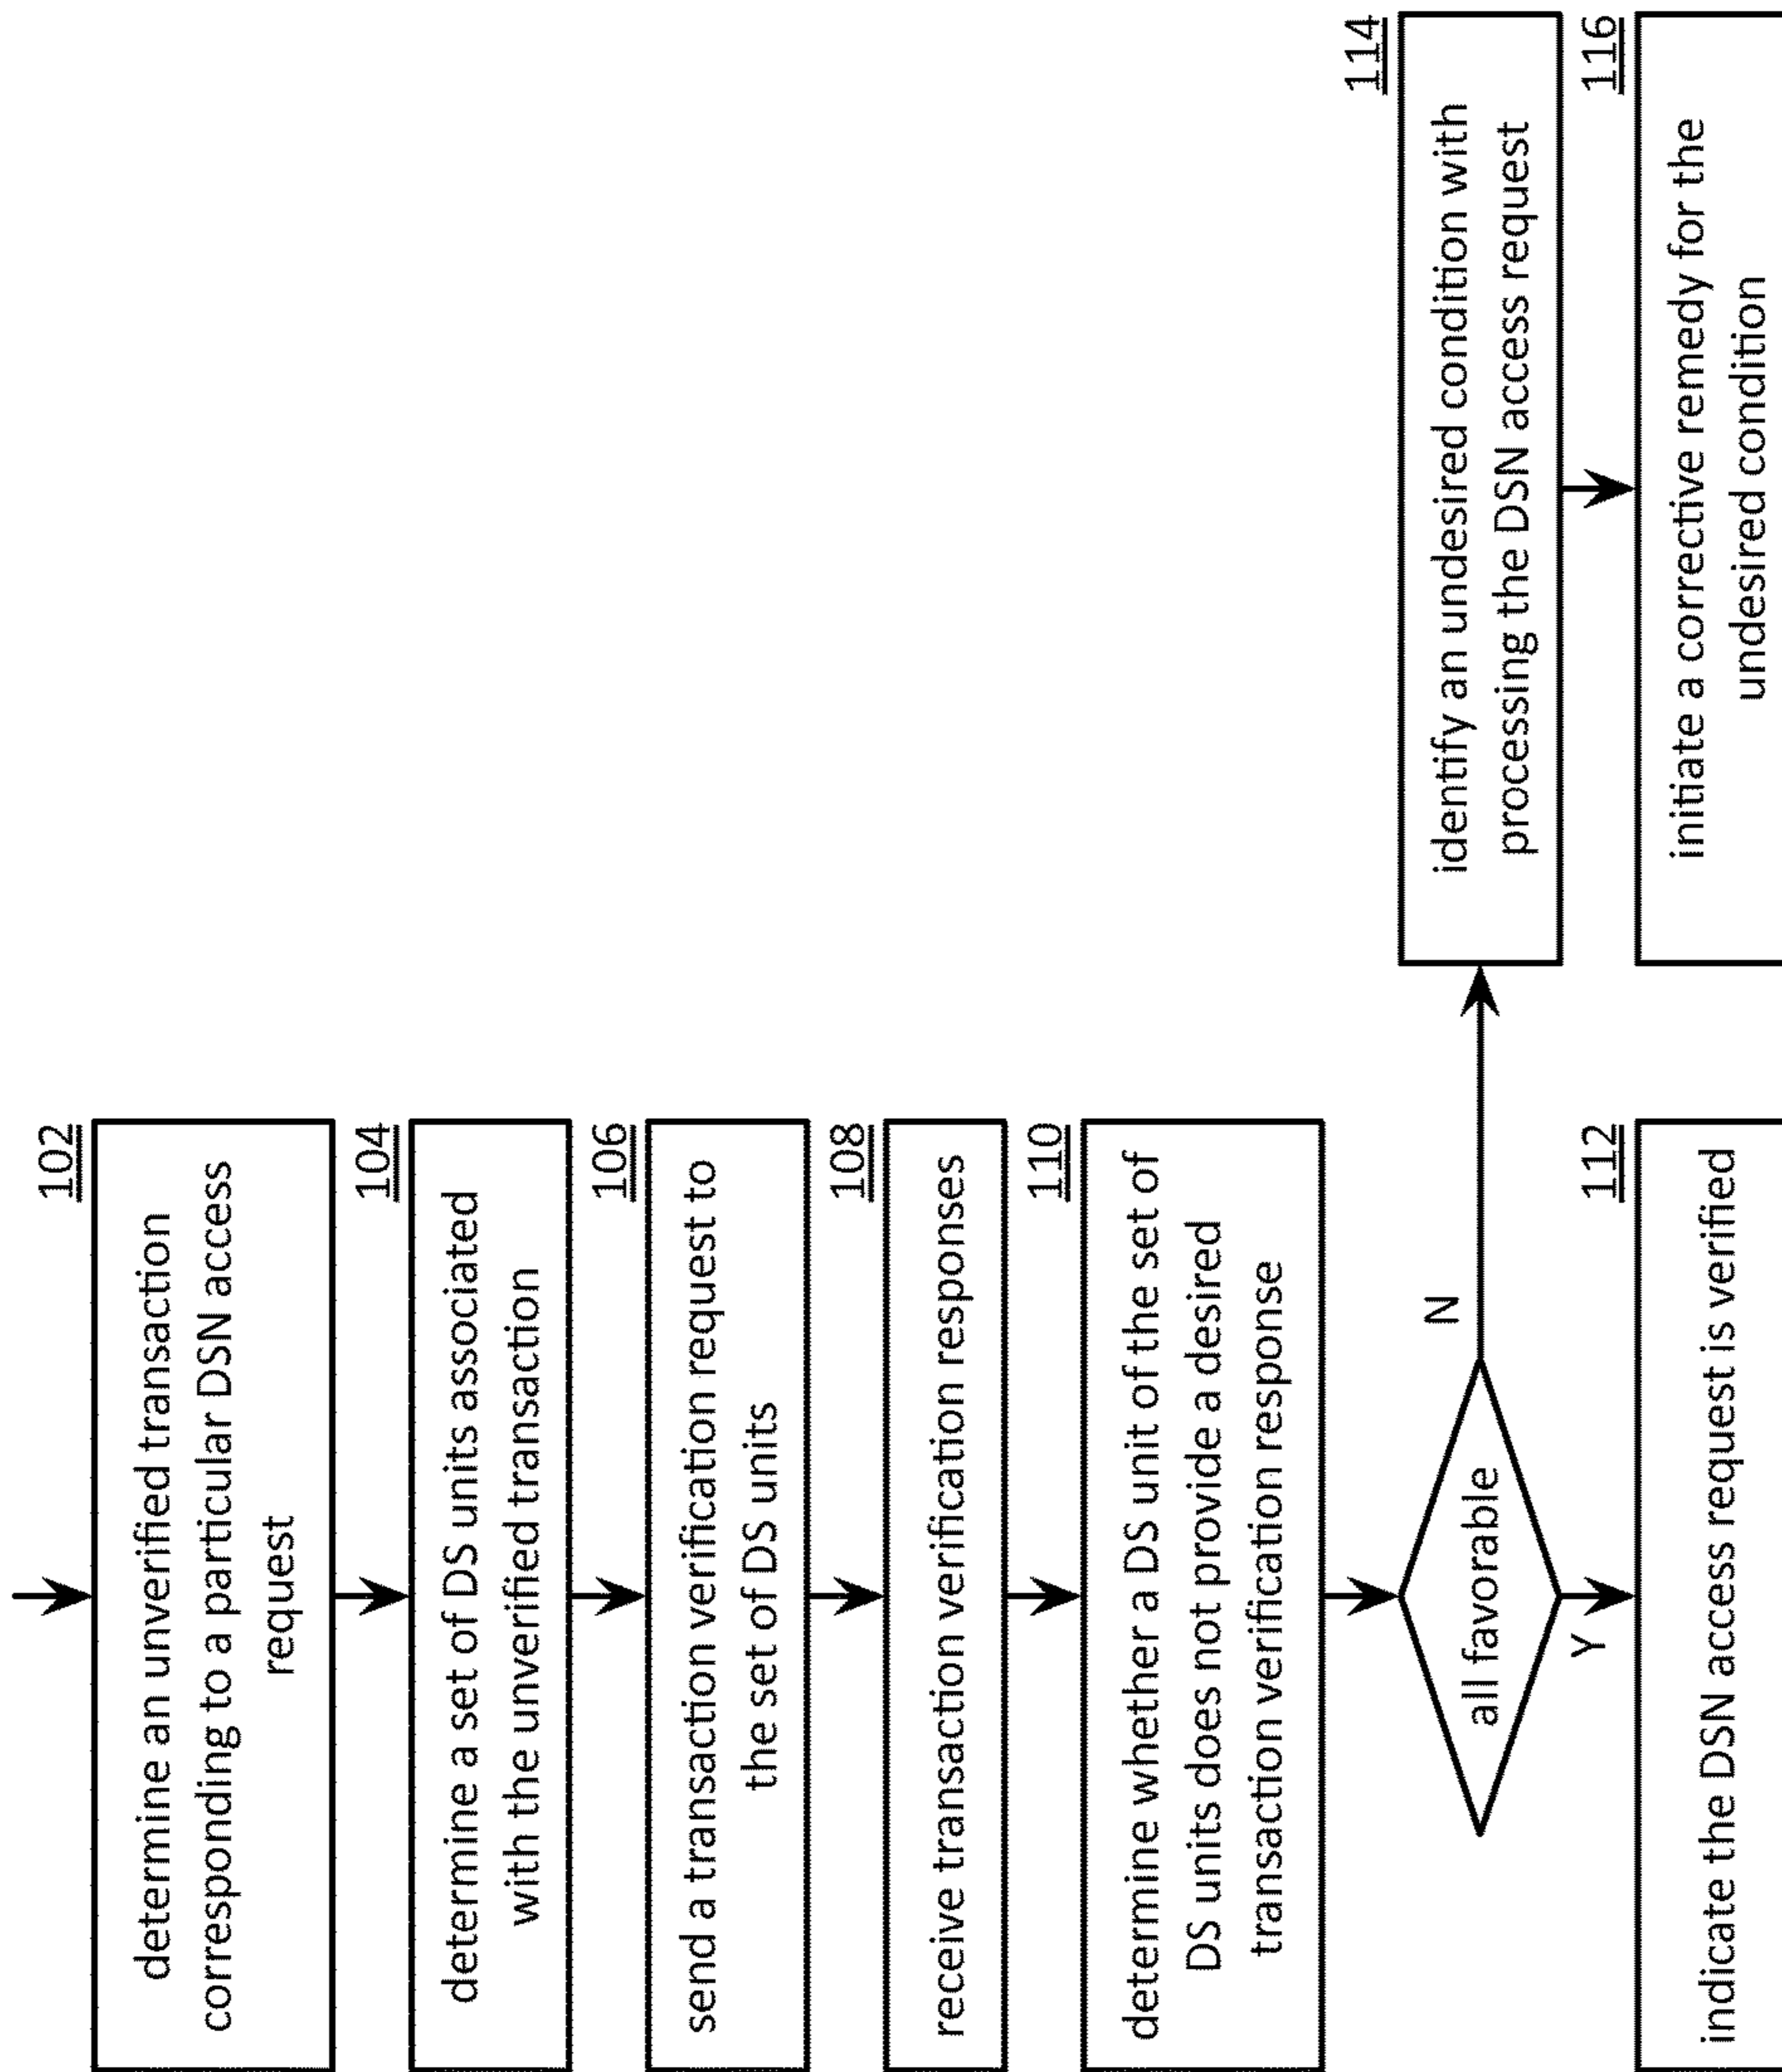 102
determine an unverified transaction
corresponding to a particular DSN access
request
104
determine a set of DS units associated
with the unverified transaction
106
send a transaction verification request to
the set of DS units
108
receive transaction verification responses
110
determine whether a DS unit of the set of
DS units does not provide a desired
transaction verification response
all favorable
N
Y
112
indicate the DSN access request is verified
114
identify an undesired condition with
processing the DSN access request
116
initiate a corrective remedy for the
undesired condition